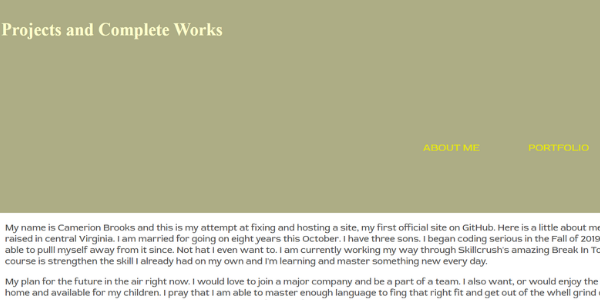 Projects and Complete Works
ABOUT ME PORTFOLIO
My name is Camerion Brooks and this is my attempt at fixing and hosting a site, my first official site on GitHub. Here is a little about me
raised in central Virginia. I am married for going on eight years this October. I have three sons. I began coding serious in the Fall of 2019
able to pulll myself away from it since. Not hat I even want to. I am currently working my way through Skillcrush's amazing Break In To
course is strengthen the skill I already had on my own and I'm learning and master something new every day.
My plan for the future in the air right now. I would love to join a major company and be a part of a team. I also want, or would enjoy the
home and available for my children. I pray that I am able to master enough language to fing that right fit and get out of the whell grind